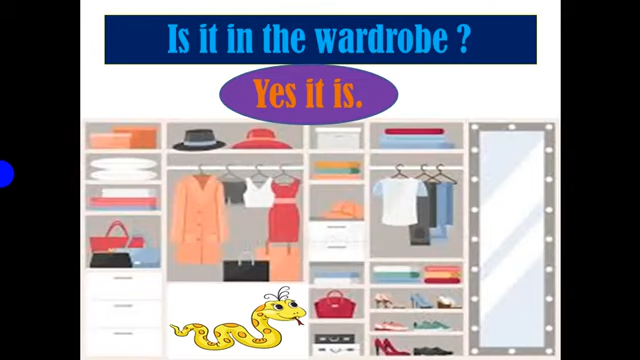 Is it in the wardrobe ?
Yes it is.